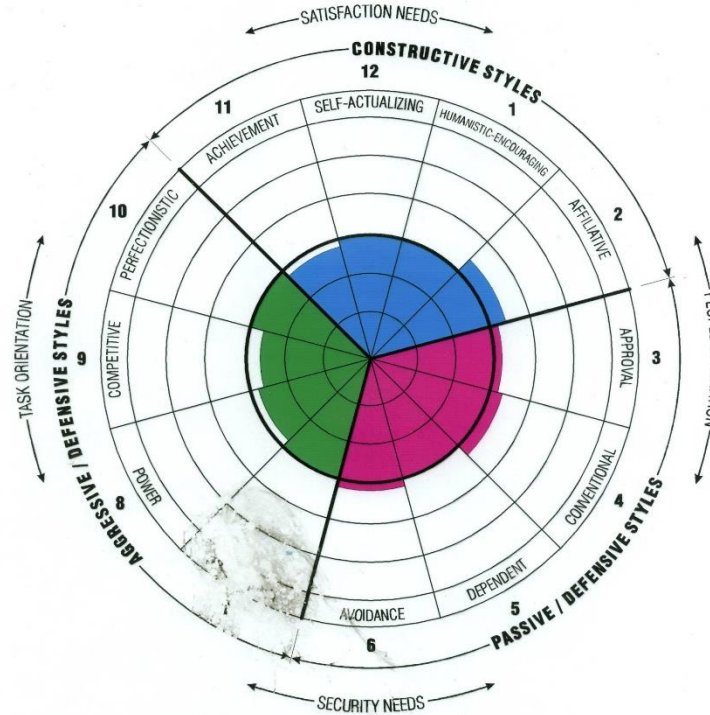 SATISFACTION NEEDS
CONSTRUCTIVE STYLES
12
SELF-ACTUALIZING
1
HUMANISTIC-ENCOURAGING
2
AFFILIATIVE
3
APPROVAL
4
CONVENTIONAL
PASSIVE / DEFENSIVE STYLES
5
DEPENDENT
6
AVOIDANCE
SECURITY NEEDS
8
POWER
AGGRESSIVE / DEFENSIVE STYLES
9
COMPETITIVE
TASK ORIENTATION
10
PERFECTIONISTIC
11
ACHIEVEMENT